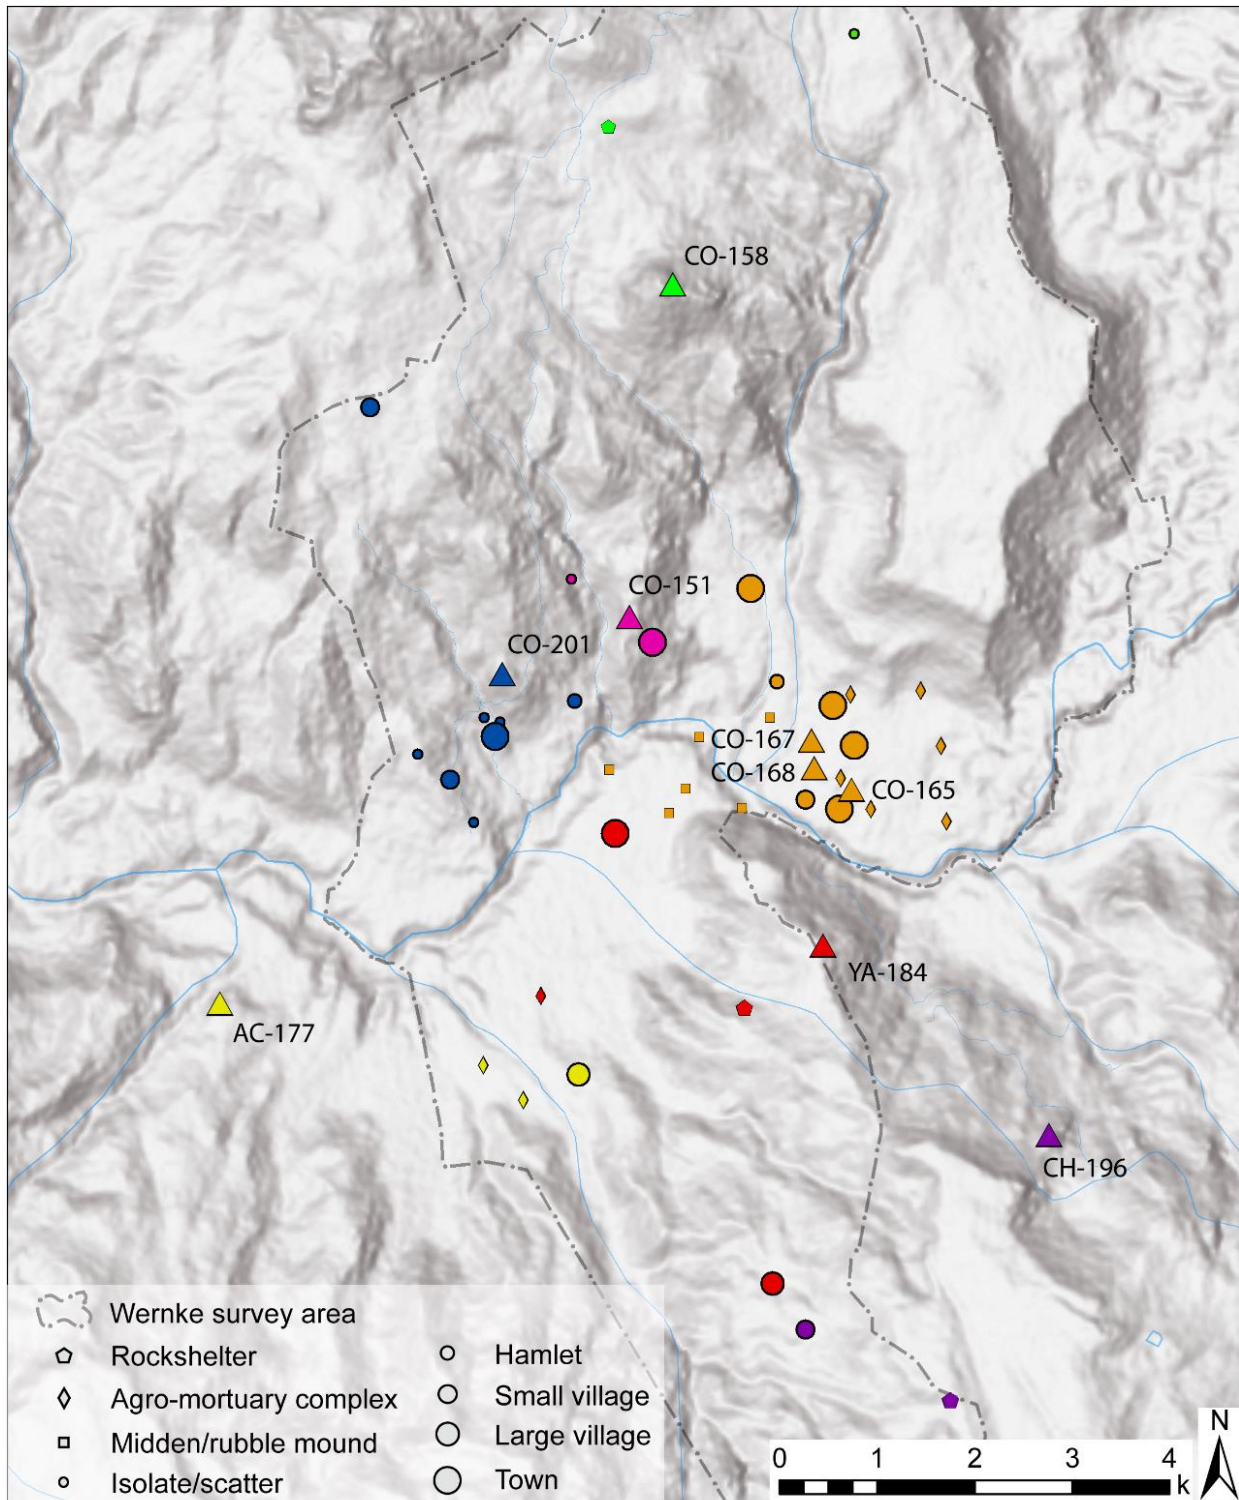 CO-158
CO-151
CO-201
CO-167
CO-168
CO-165
YA-184
AC-177
CH-196
Wernke survey area
Rockshelter
Agro-mortuary complex
Midden/rubble mound
Isolate/scatter
Hamlet
Small village
Large village
Town
0 1 2 3 4
k
N